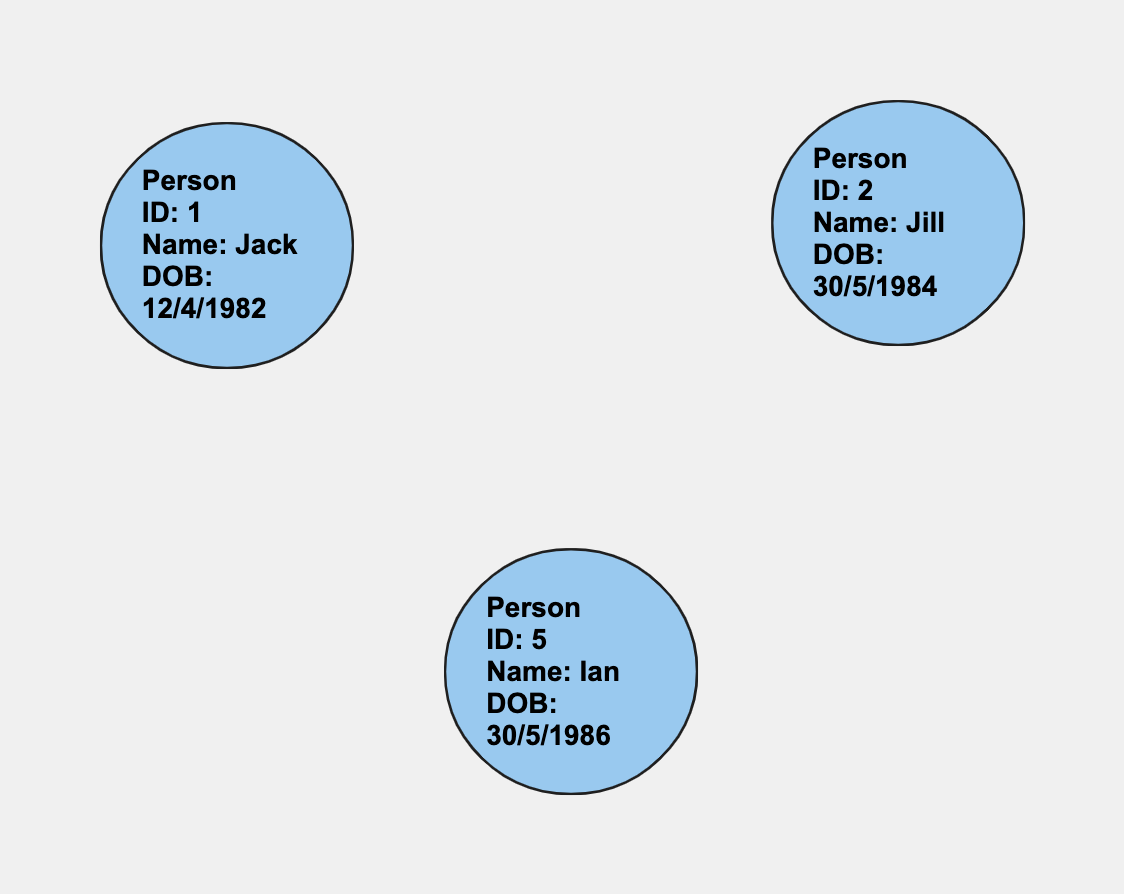 Person
ID: 1
Name: Jack
DOB:
12/4/1982
Person
ID: 2
Name: Jill
DOB:
30/5/1984
Person
ID: 5
Name: Ian
DOB:
30/5/1986